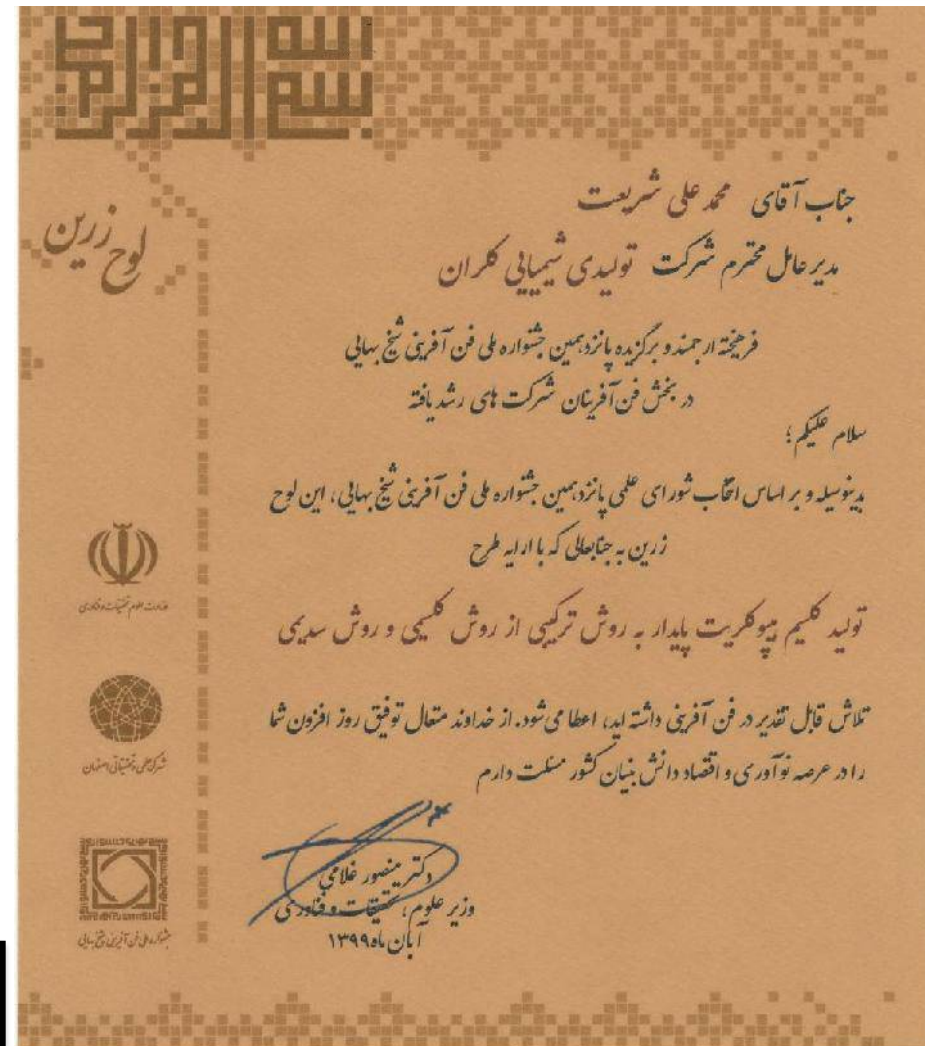 بسم الله الرحمن الرحیم
لوح زرین
جناب آقای محمد علی شریعت
مدیر عامل محترم شرکت تولیدی شیمیایی کلران
فرهیخته ارجمند و برگزیده پانزدهمین جشنواره ملی فن آفرینی شیخ بهایی
در بخش فن آفرینان شرکت های رشد یافته
سلام علیکم؛
بدینوسیله و بر اساس انتخاب شورای علمی پانزدهمین جشنواره ملی فن آفرینی شیخ بهایی، این لوح
زرین به جنابعالی که با ارایه طرح
تولید کلسیم هیپوکلریت پایدار به روش ترکیبی از روش کلسیمی و روش سدیمی
تلاش قابل تقدیر در فن آفرینی داشته اید، اعطا می شود. از خداوند متعال توفیق روز افزون شما
را در عرصه نوآوری و اقتصاد دانش بنیان کشور مسئلت دارم
دکتر منصور غلامی
وزیر علوم، تحقیقات و فناوری
آبان ماه ۱۳۹۹
وزارت علوم تحقیقات و فناوری
شهرک علمی و تحقیقاتی اصفهان
جشنواره ملی فن آفرینی شیخ بهایی